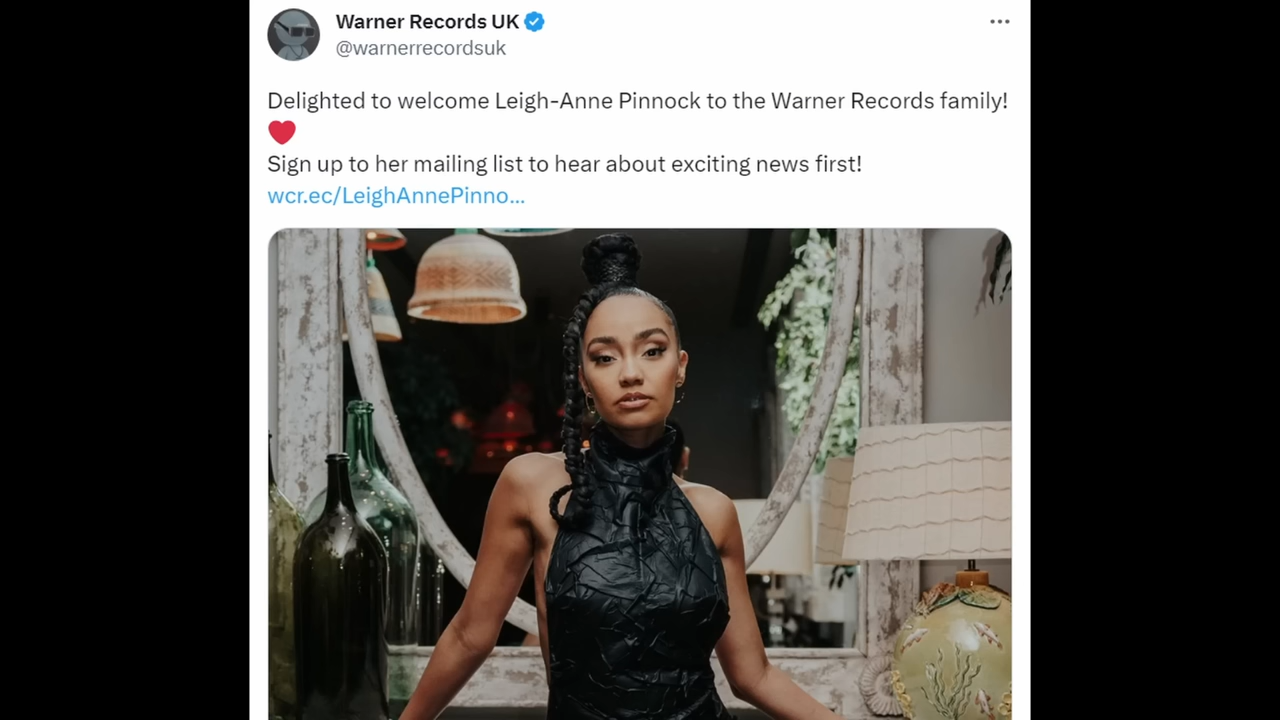 Warner Records UK
@warnerrecordsuk
Delighted to welcome Leigh-Anne Pinnock to the Warner Records family!
❤️
Sign up to her mailing list to hear about exciting news first!
wcr.ec/LeighAnnePinno...